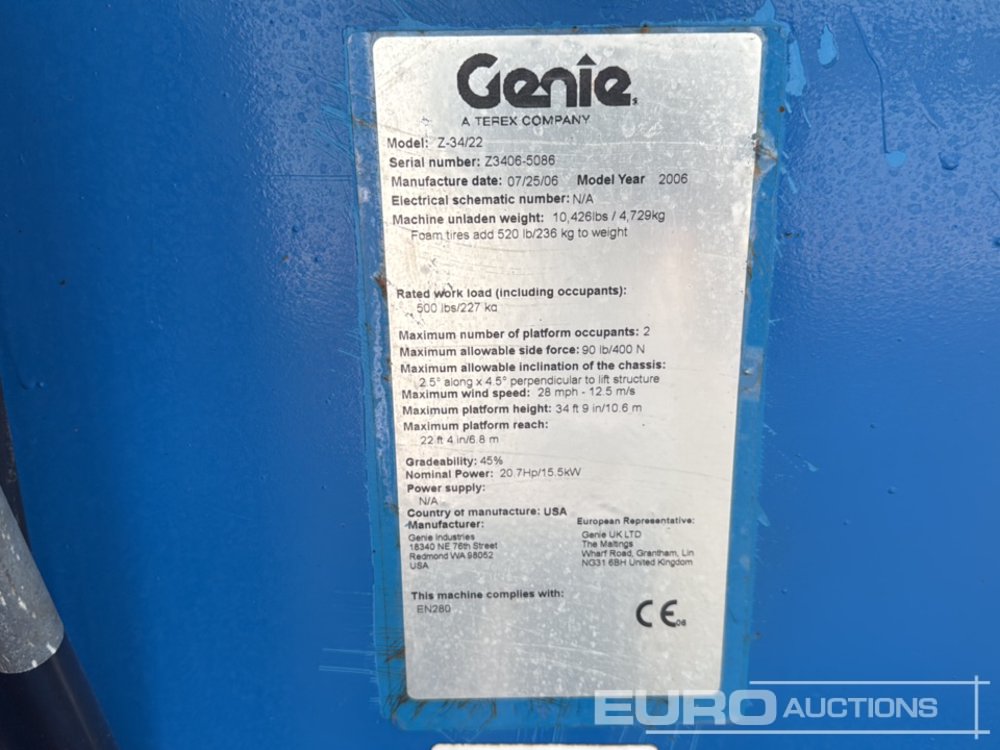 Genie
A TEREX COMPANY
Model: Z-34/22
Serial number: Z3406-5086
Manufacture date: 07/25/06 Model Year 2006
Electrical schematic number: N/A
Machine unladen weight: 10,426lbs / 4,729kg
Foam tires add 520 lb/236 kg to weight
Rated work load (including occupants):
500 lbs/227 kg
Maximum number of platform occupants: 2
Maximum allowable side force: 90 lb/400 N
Maximum allowable inclination of the chassis:
2.5° along x 4.5° perpendicular to lift structure
Maximum wind speed: 28 mph - 12.5 m/s
Maximum platform height: 34 ft 9 in/10.6 m
Maximum platform reach:
22 ft 4 in/6.8 m
Gradeability: 45%
Nominal Power: 20.7Hp/15.5kW
Power supply:
N/A
Country of manufacture: USA
Manufacturer:
Genie Industries
18340 NE 76th Street
Redmond WA 98052
USA
European Representative:
Genie UK LTD
The Maltings
Wharf Road, Grantham, Lin
NG31 6BH United Kingdom
This machine complies with:
EN280
CE 06
EURO AUCTIONS